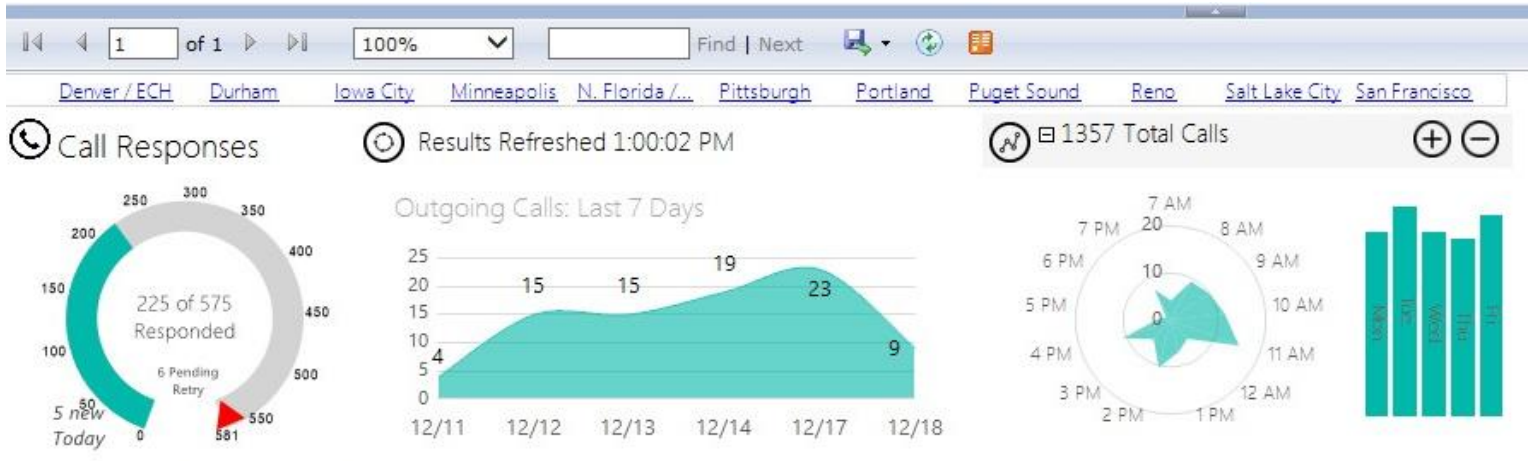 1 of 1 100% Find | Next
Denver / ECH Durham Iowa City Minneapolis N. Florida /... Pittsburgh Portland Puget Sound Reno Salt Lake City San Francisco
Call Responses
0
50
100
150
200
250
300
350
400
450
500
550
581
225 of 575
Responded
6 Pending
Retry
5 new
Today
Results Refreshed 1:00:02 PM
Outgoing Calls: Last 7 Days
25
20
15
10
5
0
4
15
15
19
23
9
12/11 12/12 12/13 12/14 12/17 12/18
1357 Total Calls
7 AM
8 AM
9 AM
10 AM
11 AM
12 AM
1 PM
2 PM
3 PM
4 PM
5 PM
6 PM
7 PM
20
10
0
Mon
Tue
Wed
Thu
Fri